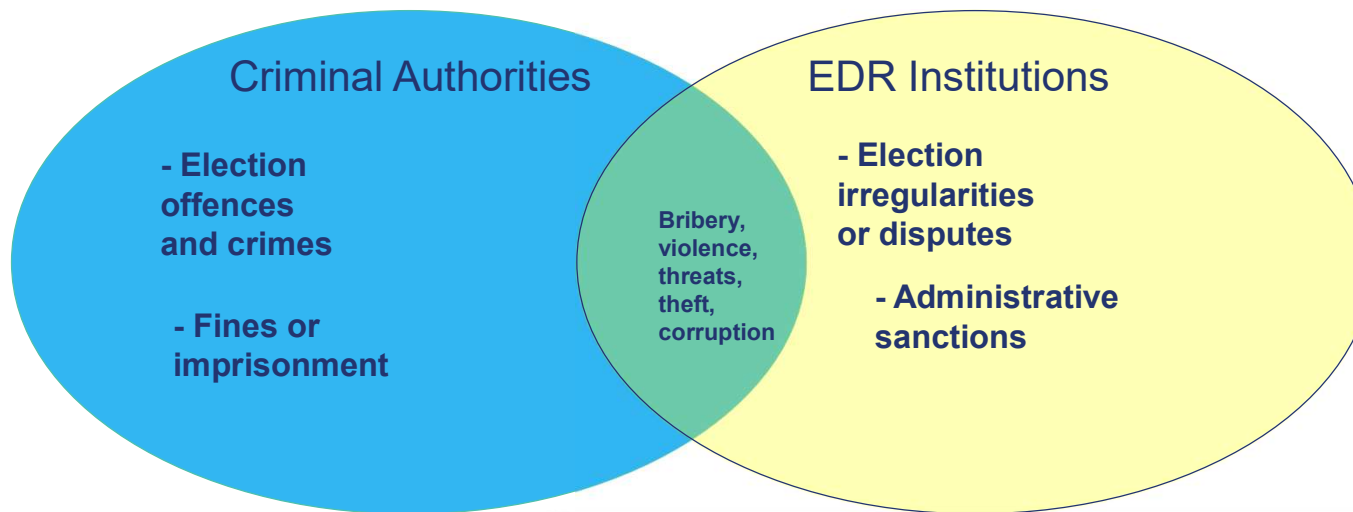 Criminal Authorities
- Election
offences
and crimes
- Fines or
imprisonment
Bribery,
violence,
threats,
theft,
corruption
EDR Institutions
- Election
irregularities
or disputes
- Administrative
sanctions